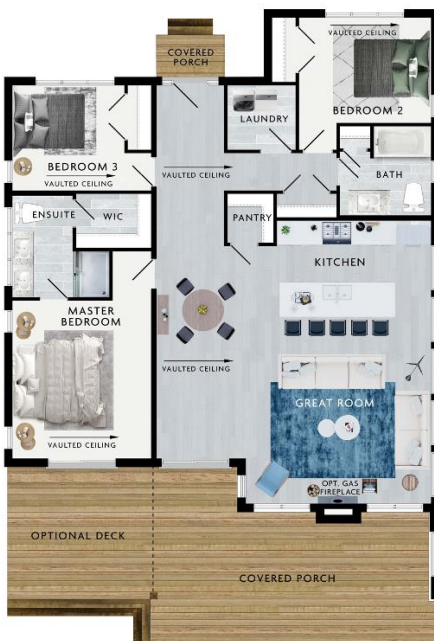 VAULTED CEILING
COVERED
PORCH
LAUNDRY
BEDROOM 2
BEDROOM 3
VAULTED CEILING
VAULTED CEILING
BATH
ENSUITE
WIC
PANTRY
KITCHEN
MASTER
BEDROOM
VAULTED CEILING
GREAT ROOM
VAULTED CEILING
OPT. GAS
FIREPLACE
OPTIONAL DECK
COVERED PORCH